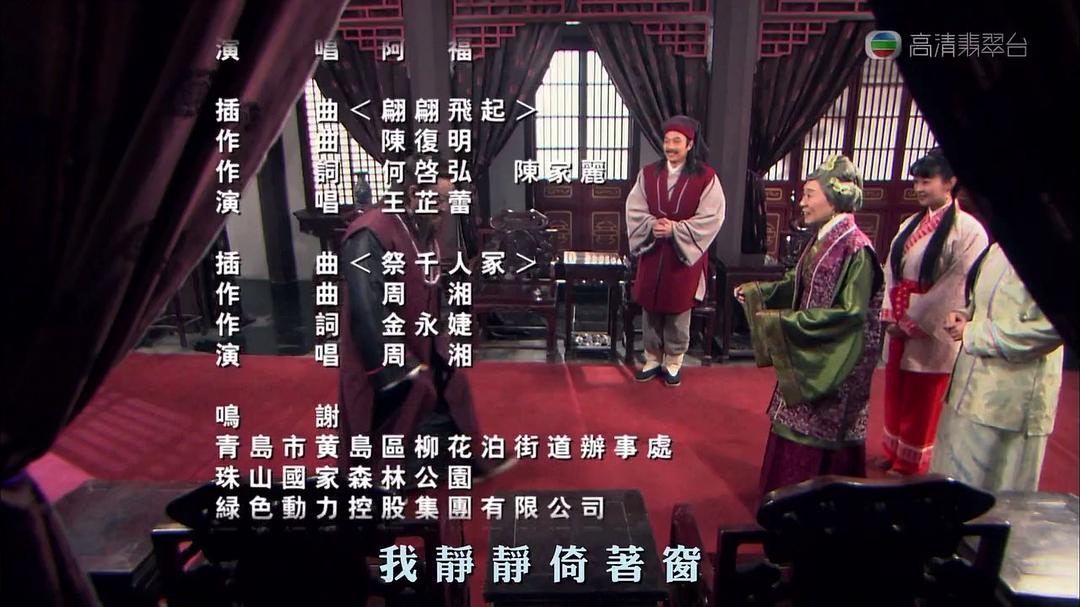 高清翡翠台
演唱 阿福
插曲<翩翩飛起>
作曲 陳復明
作詞 何啓弘 陳家麗
演唱 王芷蕾
插曲<祭千人冢>
作曲 周湘
作詞 金永婕
演唱 周湘
鳴謝
青島市黄島區柳花泊街道辦事處
珠山國家森林公園
綠色動力控股集團有限公司
我靜靜倚著窗